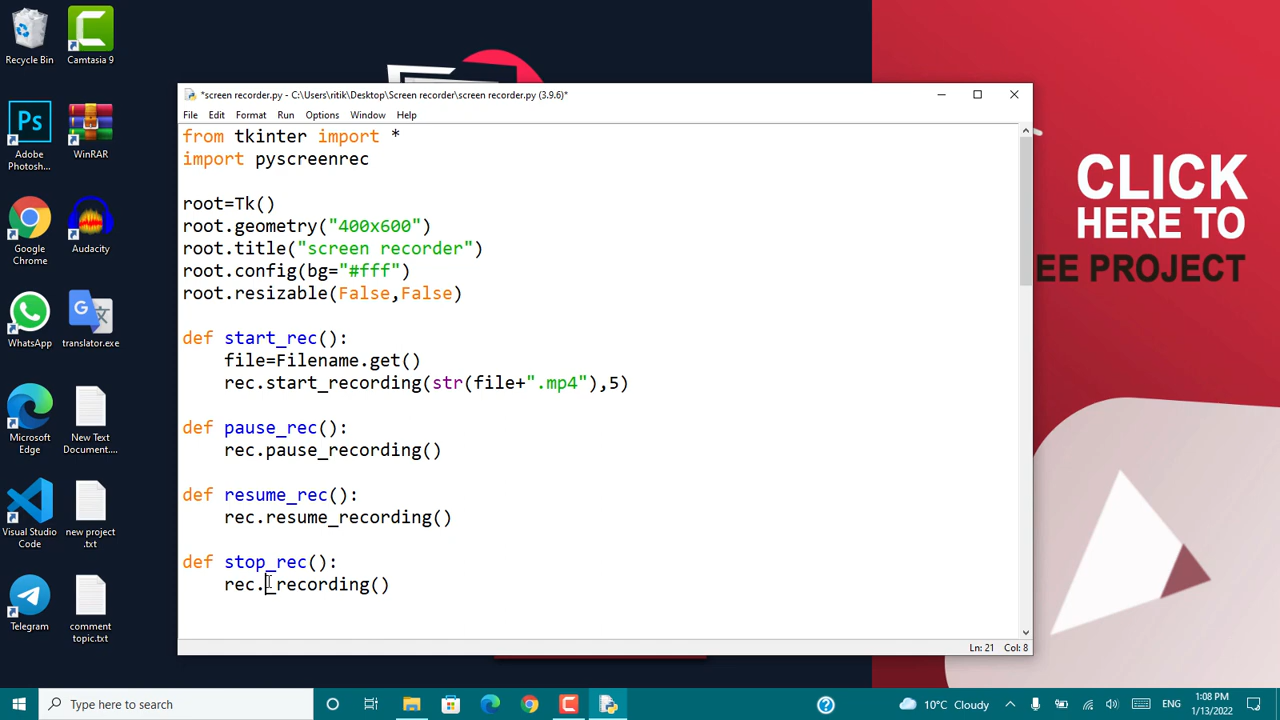 Recycle Bin
Camtasia 9
Adobe
Photosh...
WinRAR
Google
Chrome
Audacity
WhatsApp
translator.exe
Microsoft
Edge
New Text
Document....
Visual Studio
Code
new project
.txt
Telegram
comment
topic.txt
Ps
*screen recorder.py - C:\Users\ritik\Desktop\Screen recorder\screen recorder.py (3.9.6)*
File Edit Format Run Options Window Help
from tkinter import *
import pyscreenrec
root=Tk()
root.geometry("400x600")
root.title("screen recorder")
root.config(bg="#fff")
root.resizable(False,False)
def start_rec():
    file=Filename.get()
    rec.start_recording(str(file+".mp4"),5)
def pause_rec():
    rec.pause_recording()
def resume_rec():
    rec.resume_recording()
def stop_rec():
    rec._recording()
Ln: 21 Col: 8
CLICK
HERE TO
EE PROJECT
Type here to search
10°C Cloudy
ENG
1:08 PM
1/13/2022